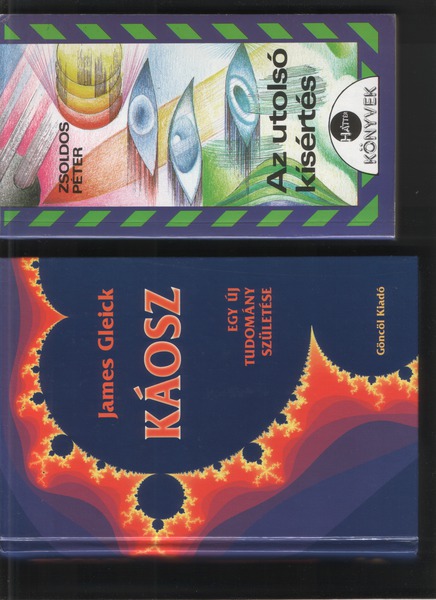 ZSOLDOS
PÉTER
Az utolsó
kísértés
HÁTTÉR
KÖNYVEK
James Gleick
KÁOSZ
EGY ÚJ
TUDOMÁNY
SZÜLETÉSE
Göncöl Kiadó